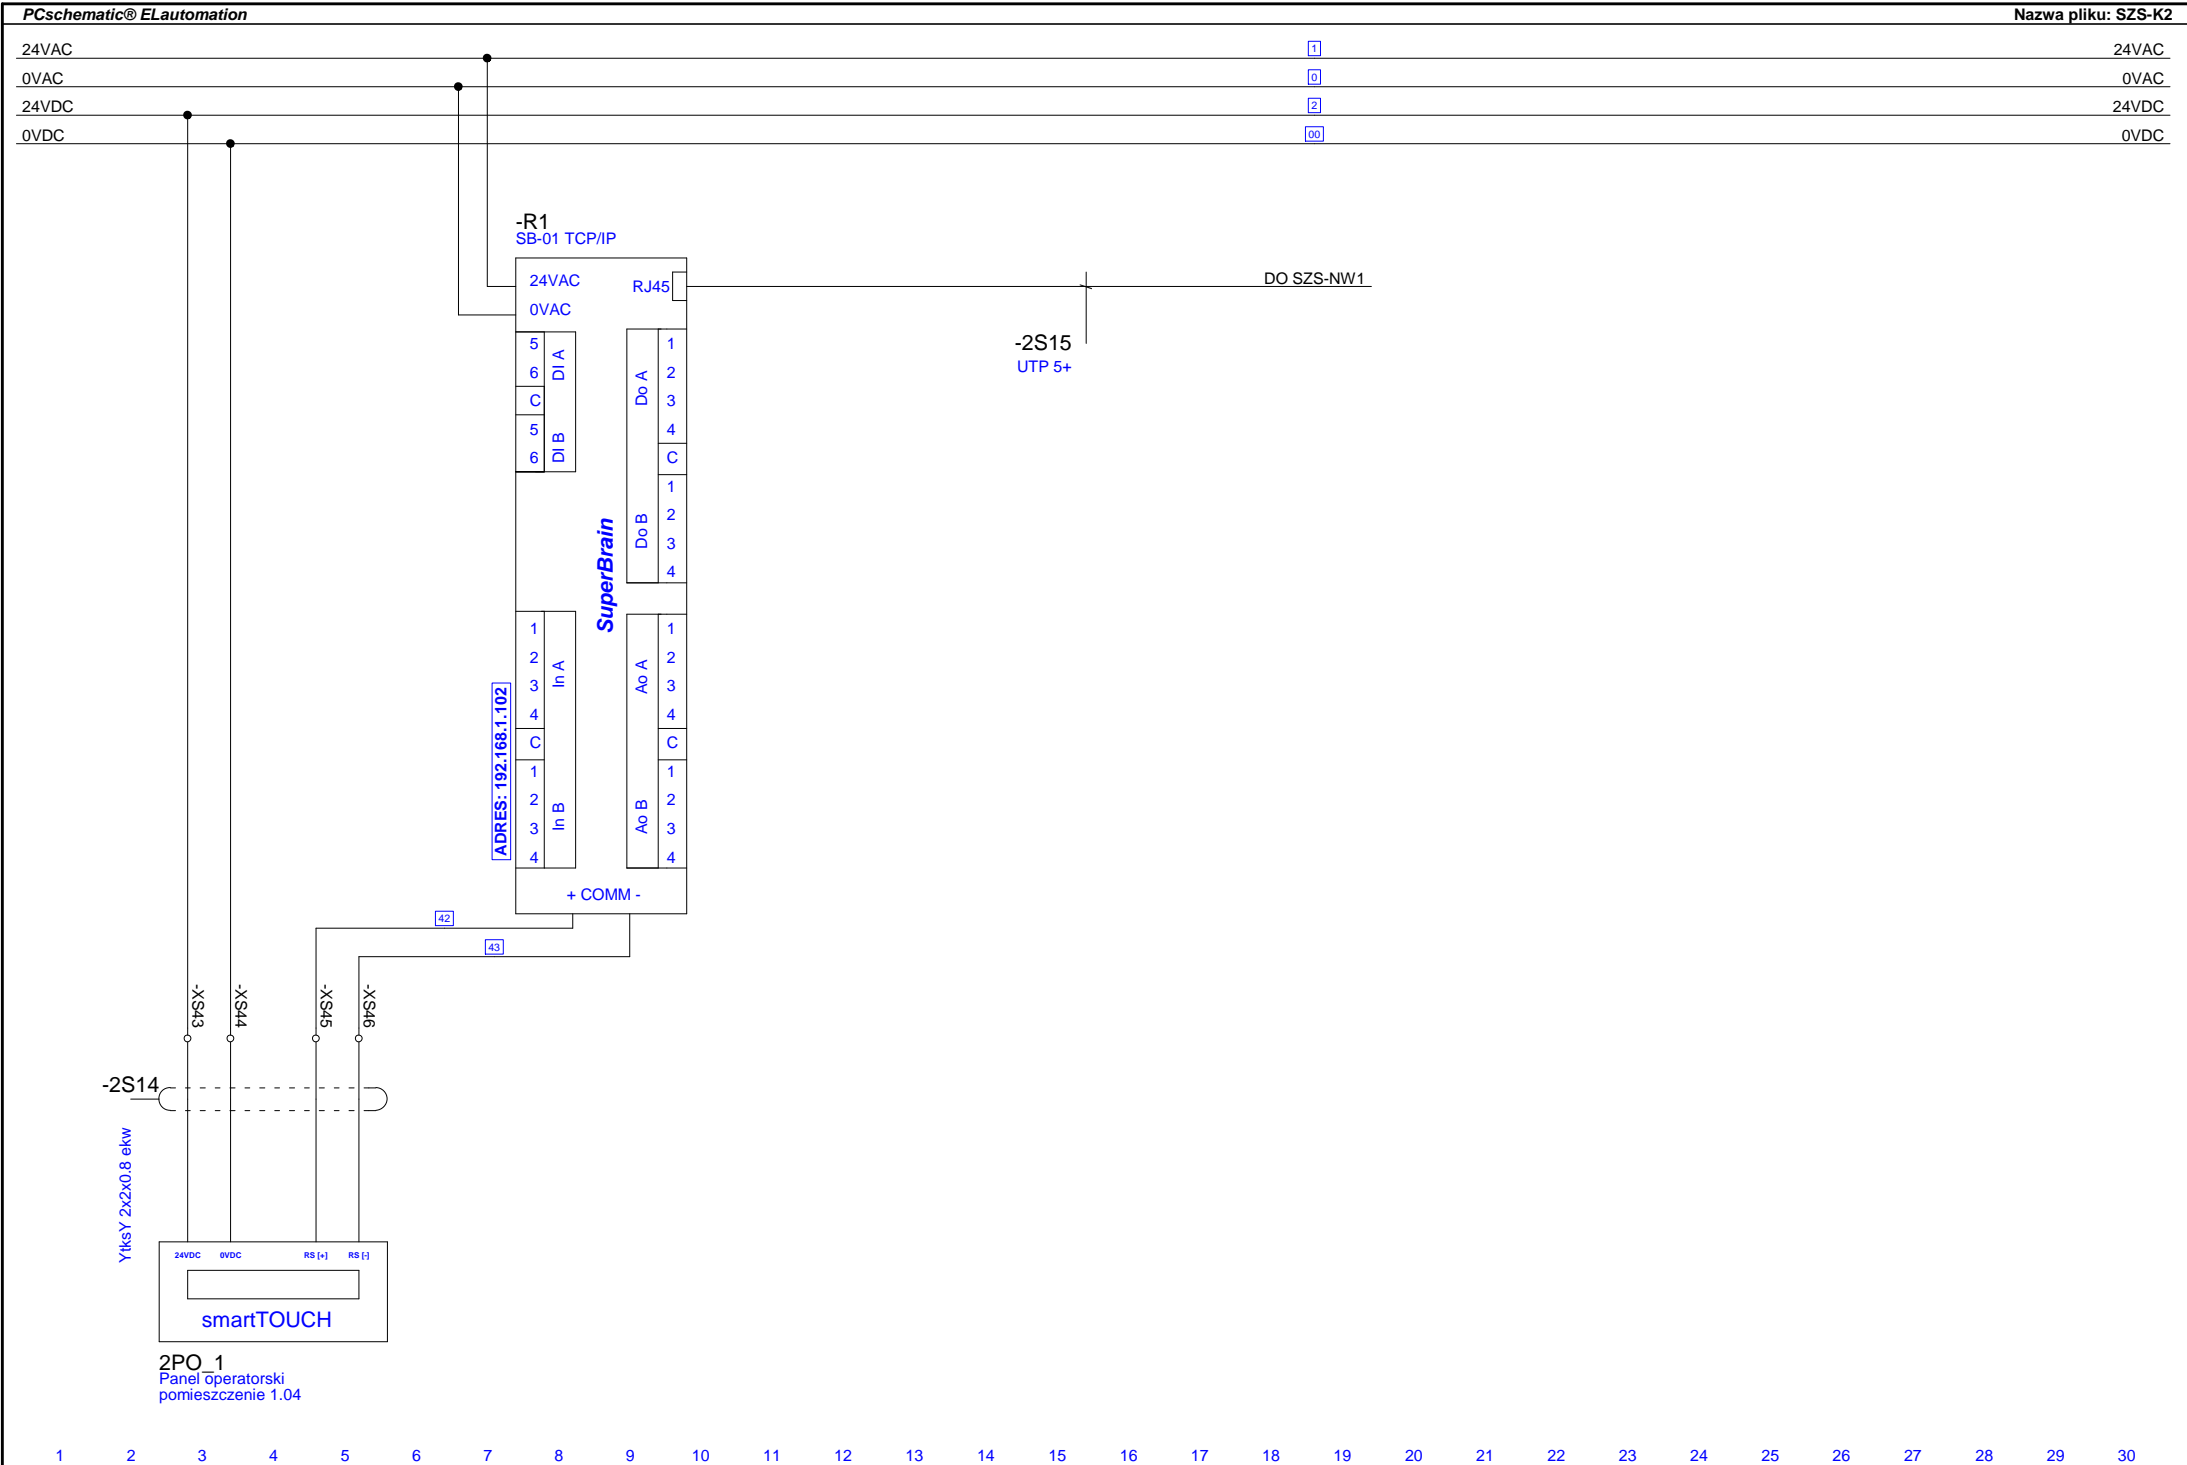 PCschematic® ELautomation
Nazwa pliku: SZS-K2
24VAC 1 24VAC
0VAC 0 0VAC
24VDC 2 24VDC
0VDC 00 0VDC
-R1
SB-01 TCP/IP
24VAC
0VAC
RJ45
DO SZS-NW1
-2S15
UTP 5+
5
6
C
5
6
DI A
DI B
Do A
Do B
1
2
3
4
C
1
2
3
4
SuperBrain
ADRES: 192.168.1.102
1
2
3
4
C
1
2
3
4
In A
In B
Ao A
Ao B
1
2
3
4
C
1
2
3
4
+ COMM -
42
43
-XS43
-XS44
-XS45
-XS46
-2S14
YtksY 2x2x0.8 ekw
24VDC 0VDC RS [+] RS [-]
smartTOUCH
2PO_1
Panel operatorski
pomieszczenie 1.04
1 2 3 4 5 6 7 8 9 10 11 12 13 14 15 16 17 18 19 20 21 22 23 24 25 26 27 28 29 30